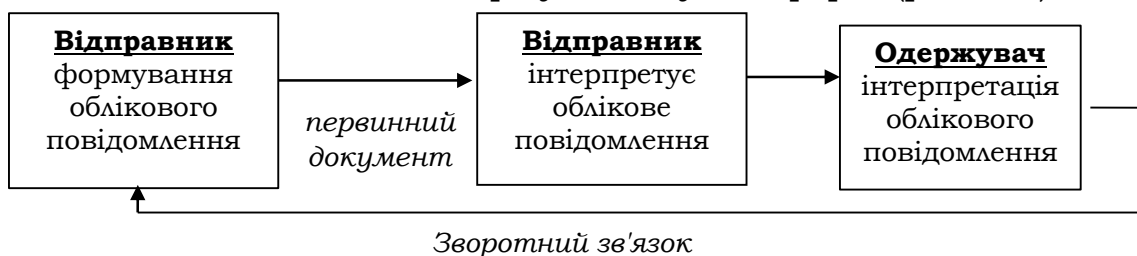 Відправник
формування
облікового
повідомлення
первинний
документ
Відправник
інтерпретує
облікове
повідомлення
Одержувач
інтерпретація
облікового
повідомлення
Зворотний зв'язок